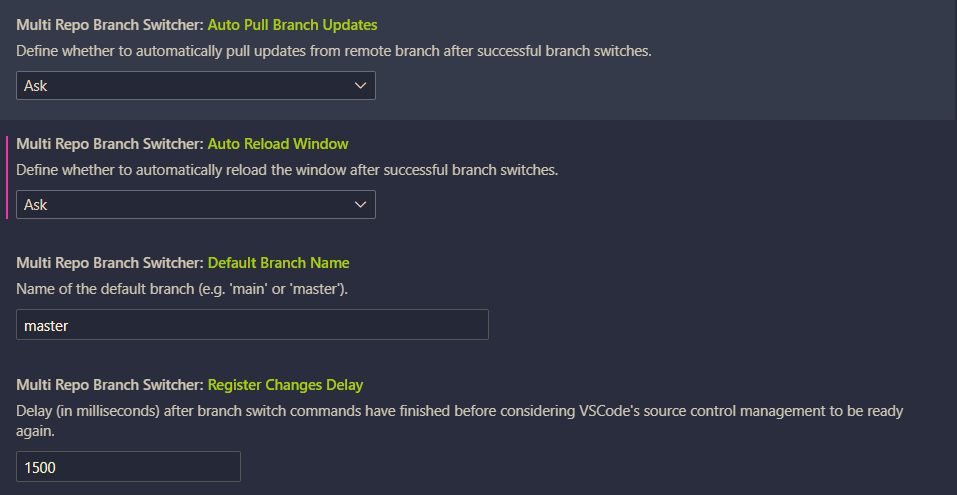 Multi Repo Branch Switcher: Auto Pull Branch Updates
Define whether to automatically pull updates from remote branch after successful branch switches.
Ask
Multi Repo Branch Switcher: Auto Reload Window
Define whether to automatically reload the window after successful branch switches.
Ask
Multi Repo Branch Switcher: Default Branch Name
Name of the default branch (e.g. 'main' or 'master').
master
Multi Repo Branch Switcher: Register Changes Delay
Delay (in milliseconds) after branch switch commands have finished before considering VSCode's source control management to be ready
again.
1500